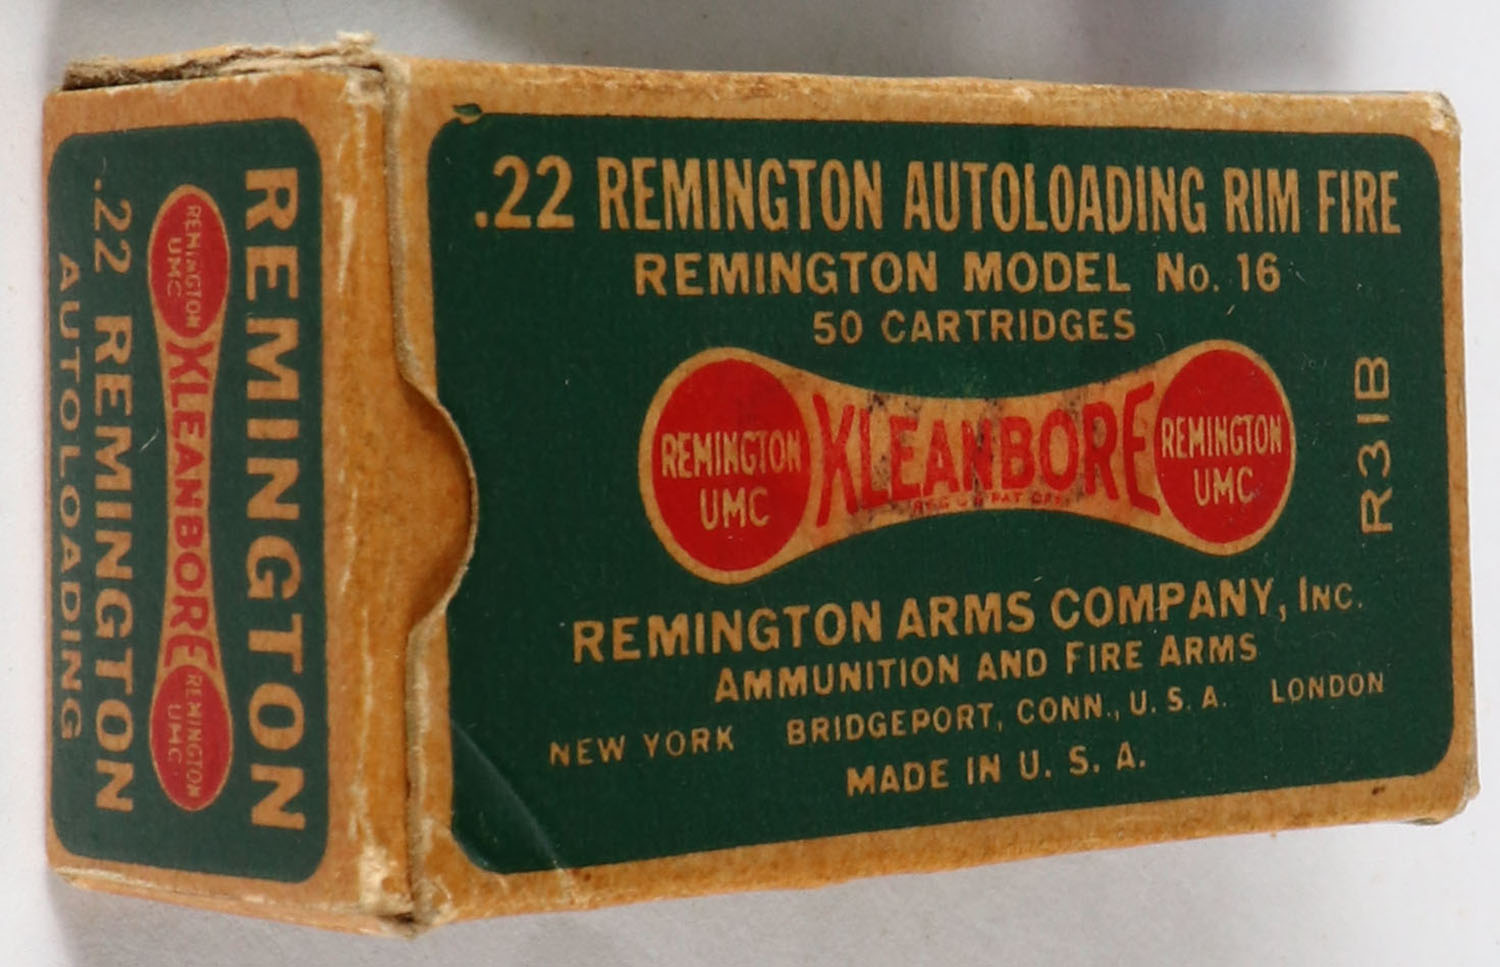 .22 REMINGTON AUTOLOADING RIM FIRE
REMINGTON MODEL No. 16
50 CARTRIDGES
REMINGTON
UMC
KLEANBORE
REMINGTON
UMC
R31B
REMINGTON ARMS COMPANY, INC.
AMMUNITION AND FIRE ARMS
NEW YORK BRIDGEPORT, CONN., U. S. A. LONDON
MADE IN U. S. A.
REMINGTON
REMINGTON
UMC
KLEANBORE
REMINGTON
UMC
.22 REMINGTON
AUTOLOADING